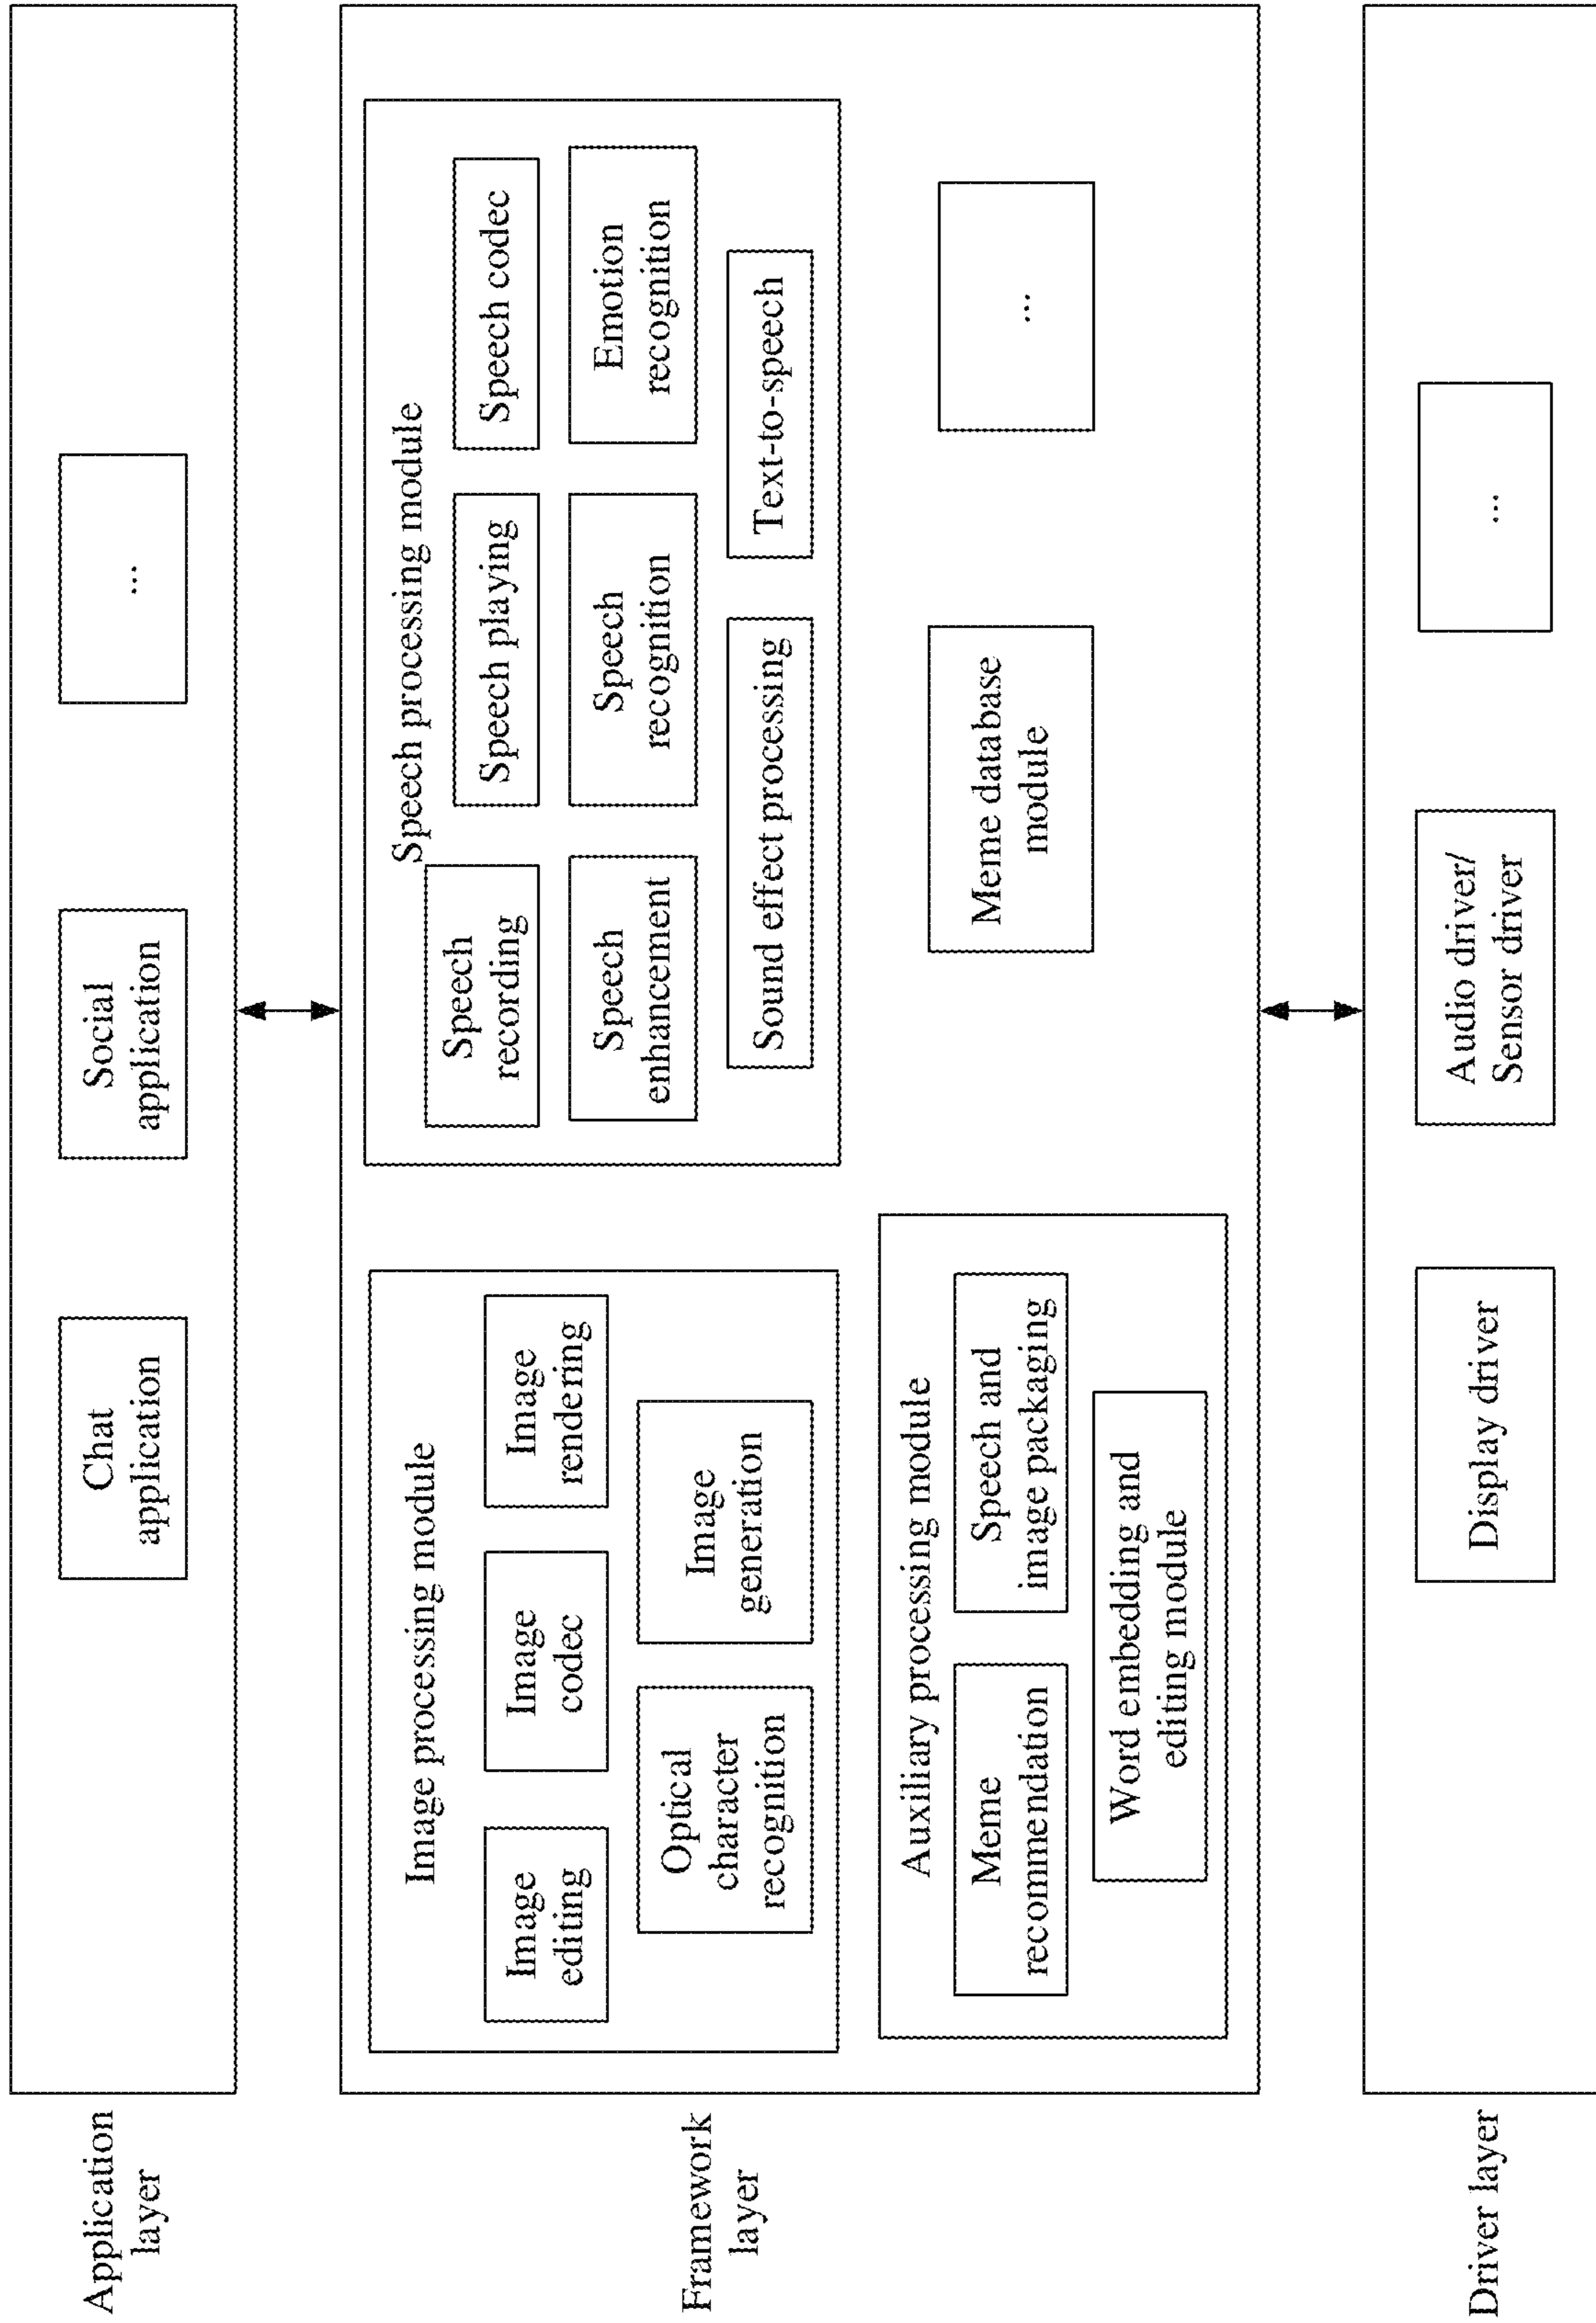 Application
layer
Chat
application
Social
application
...
Framework
layer
Image processing module
Image
editing
Image
codec
Image
rendering
Optical
character
recognition
Image
generation
Speech processing module
Speech
recording
Speech playing
Speech codec
Speech
enhancement
Speech
recognition
Emotion
recognition
Sound effect processing
Text-to-speech
Auxiliary processing module
Meme
recommendation
Speech and
image packaging
Word embedding and
editing module
Meme database
module
...
Driver layer
Display driver
Audio driver/
Sensor driver
...